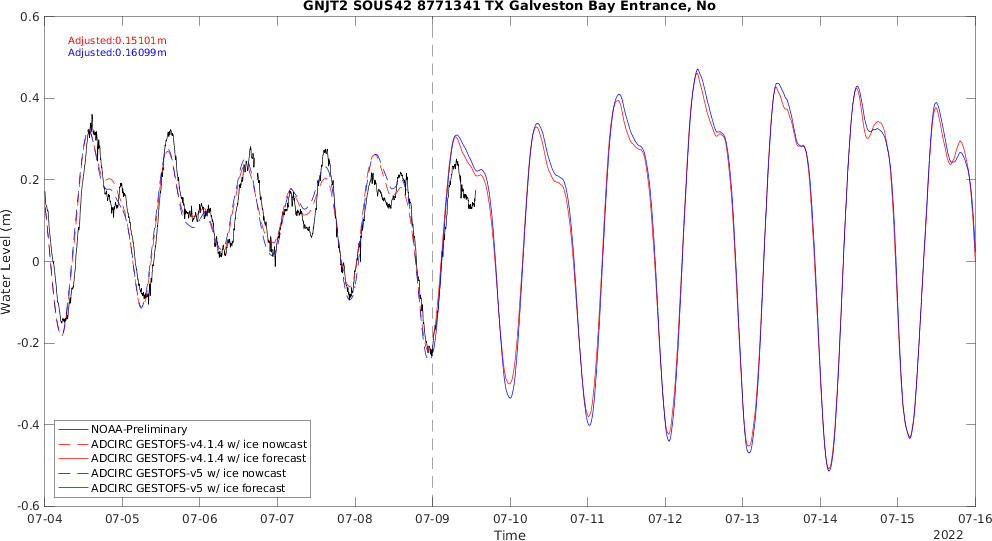 GNJT2 SOUS42 8771341 TX Galveston Bay Entrance, No
Adjusted:0.15101m
Adjusted:0.16099m
0.6
0.4
0.2
0
-0.2
-0.4
-0.6
Water Level (m)
NOAA-Preliminary
ADCIRC GESTOFS-v4.1.4 w/ ice nowcast
ADCIRC GESTOFS-v4.1.4 w/ ice forecast
ADCIRC GESTOFS-v5 w/ ice nowcast
ADCIRC GESTOFS-v5 w/ ice forecast
07-04 07-05 07-06 07-07 07-08 07-09 07-10 07-11 07-12 07-13 07-14 07-15 07-16
Time
2022